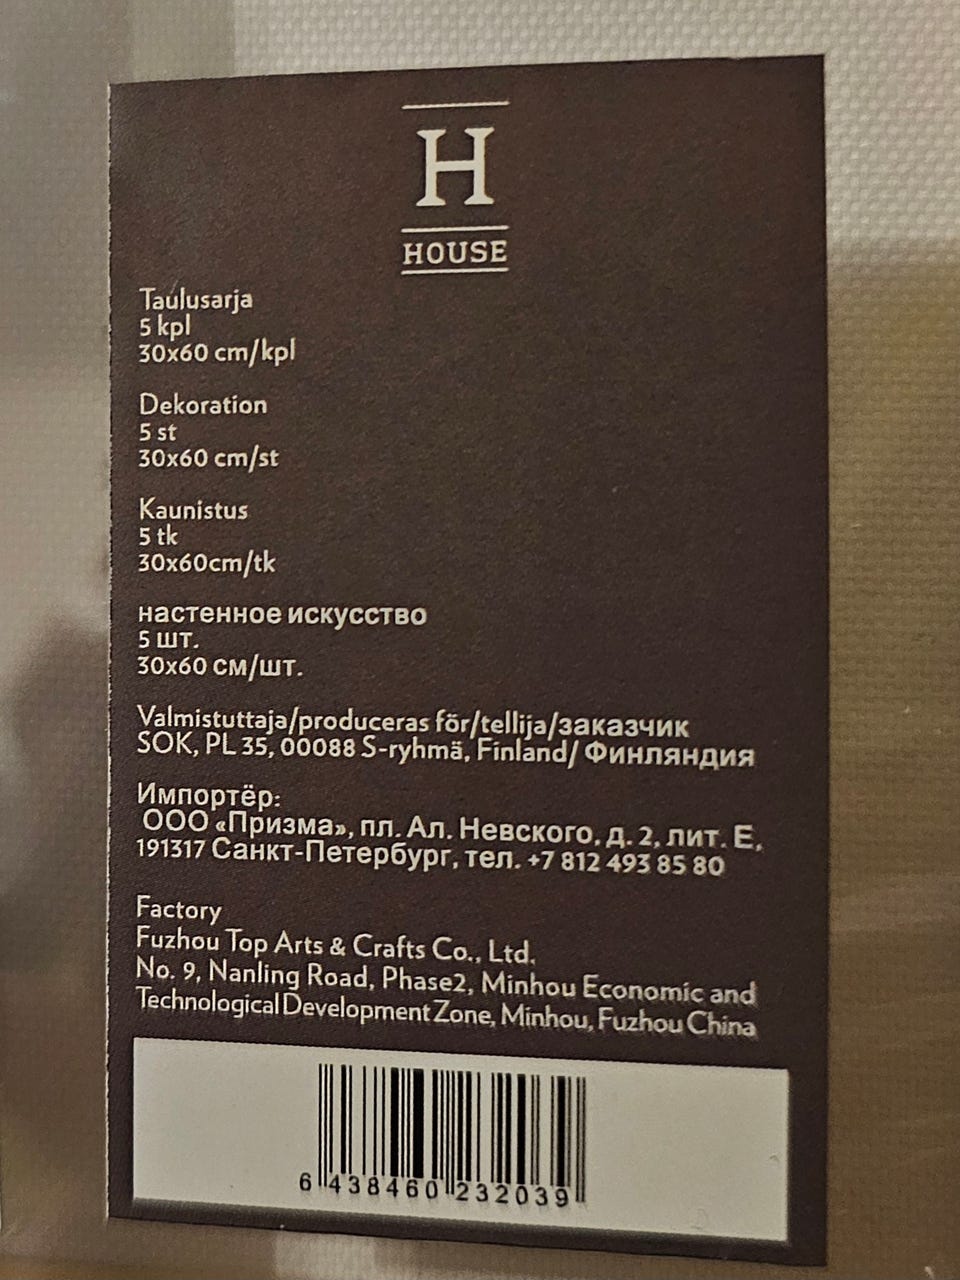 H
HOUSE
Taulusarja
5 kpl
30x60 cm/kpl
Dekoration
5 st
30x60 cm/st
Kaunistus
5 tk
30x60cm/tk
настенное искусство
5 шт.
30x60 см/шт.
Valmistuttaja/produceras för/tellija/заказчик
SOK, PL 35, 00088 S-ryhmä, Finland/ Финляндия
Импортёр:
ООО «Призма», пл. Ал. Невского, д. 2, лит. Е,
191317 Санкт-Петербург, тел. +7 812 493 85 80
Factory
Fuzhou Top Arts & Crafts Co., Ltd.
No. 9, Nanling Road, Phase2, Minhou Economic and
Technological Development Zone, Minhou, Fuzhou China
6 438460 232039